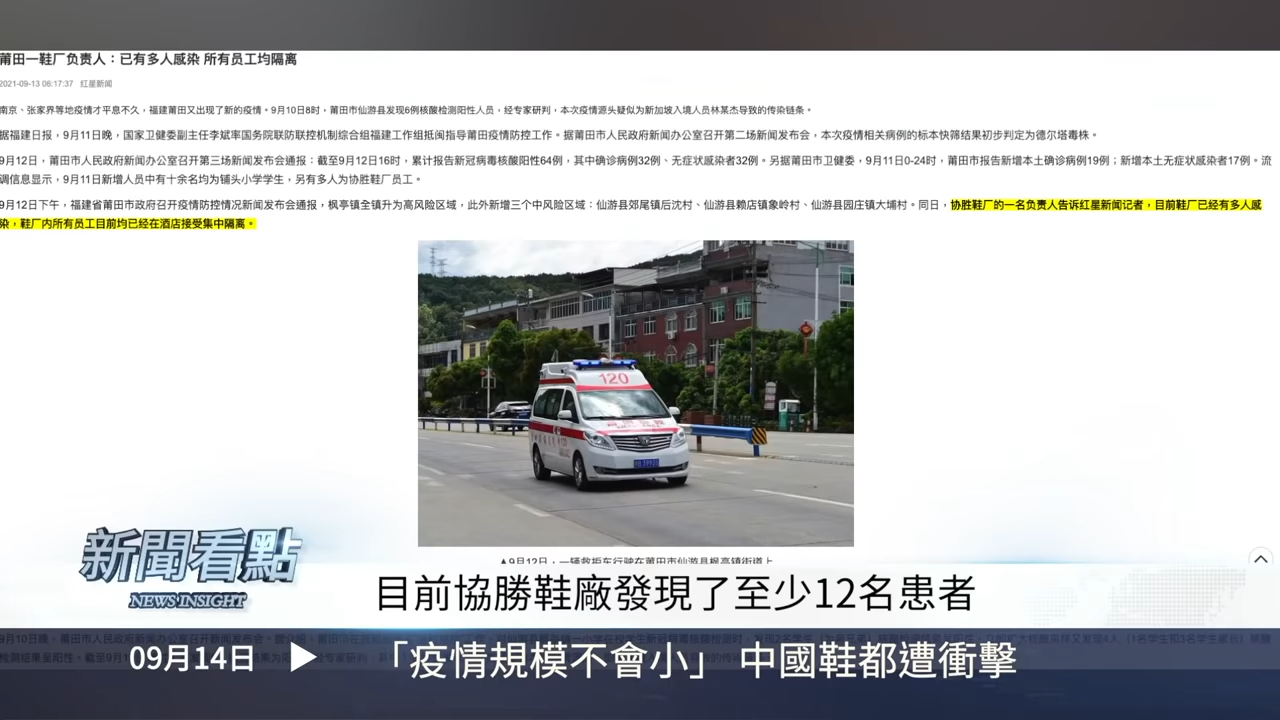 莆田一鞋厂负责人：已有多人感染 所有员工均隔离
2021-09-13 06:17:37 红星新闻
南京、张家界等地疫情才平息不久，福建莆田又出现了新的疫情。9月10日8时，莆田市仙游县发现6例核酸检测阳性人员，经专家研判，本次疫情源头疑似为新加坡入境人员林某杰导致的传染链条。
据福建日报，9月11日晚，国家卫健委副主任李斌率国务院联防联控机制综合组福建工作组抵闽指导莆田疫情防控工作。据莆田市人民政府新闻办公室召开第二场新闻发布会，本次疫情相关病例的标本快筛结果初步判定为德尔塔毒株。
9月12日，莆田市人民政府新闻办公室召开第三场新闻发布会通报：截至9月12日16时，累计报告新冠病毒核酸阳性64例，其中确诊病例32例、无症状感染者32例。另据莆田市卫健委，9月11日0-24时，莆田市报告新增本土确诊病例19例；新增本土无症状感染者17例。流
调信息显示，9月11日新增人员中有十余名均为铺头小学学生，另有多人为协胜鞋厂员工。
9月12日下午，福建省莆田市政府召开疫情防控情况新闻发布会通报，枫亭镇全镇升为高风险区域，此外新增三个中风险区域：仙游县郊尾镇后沈村、仙游县赖店镇象岭村、仙游县园庄镇大埔村。同日，协胜鞋厂的一名负责人告诉红星新闻记者，目前鞋厂已经有多人感
染，鞋厂内所有员工目前均已经在酒店接受集中隔离。
120
▲9月12日，一辆救护车行驶在莆田市仙游县枫亭镇街道上
新聞看點
NEWS INSIGHT
目前協勝鞋廠發現了至少12名患者
09月14日
「疫情規模不會小」 中國鞋都遭衝擊